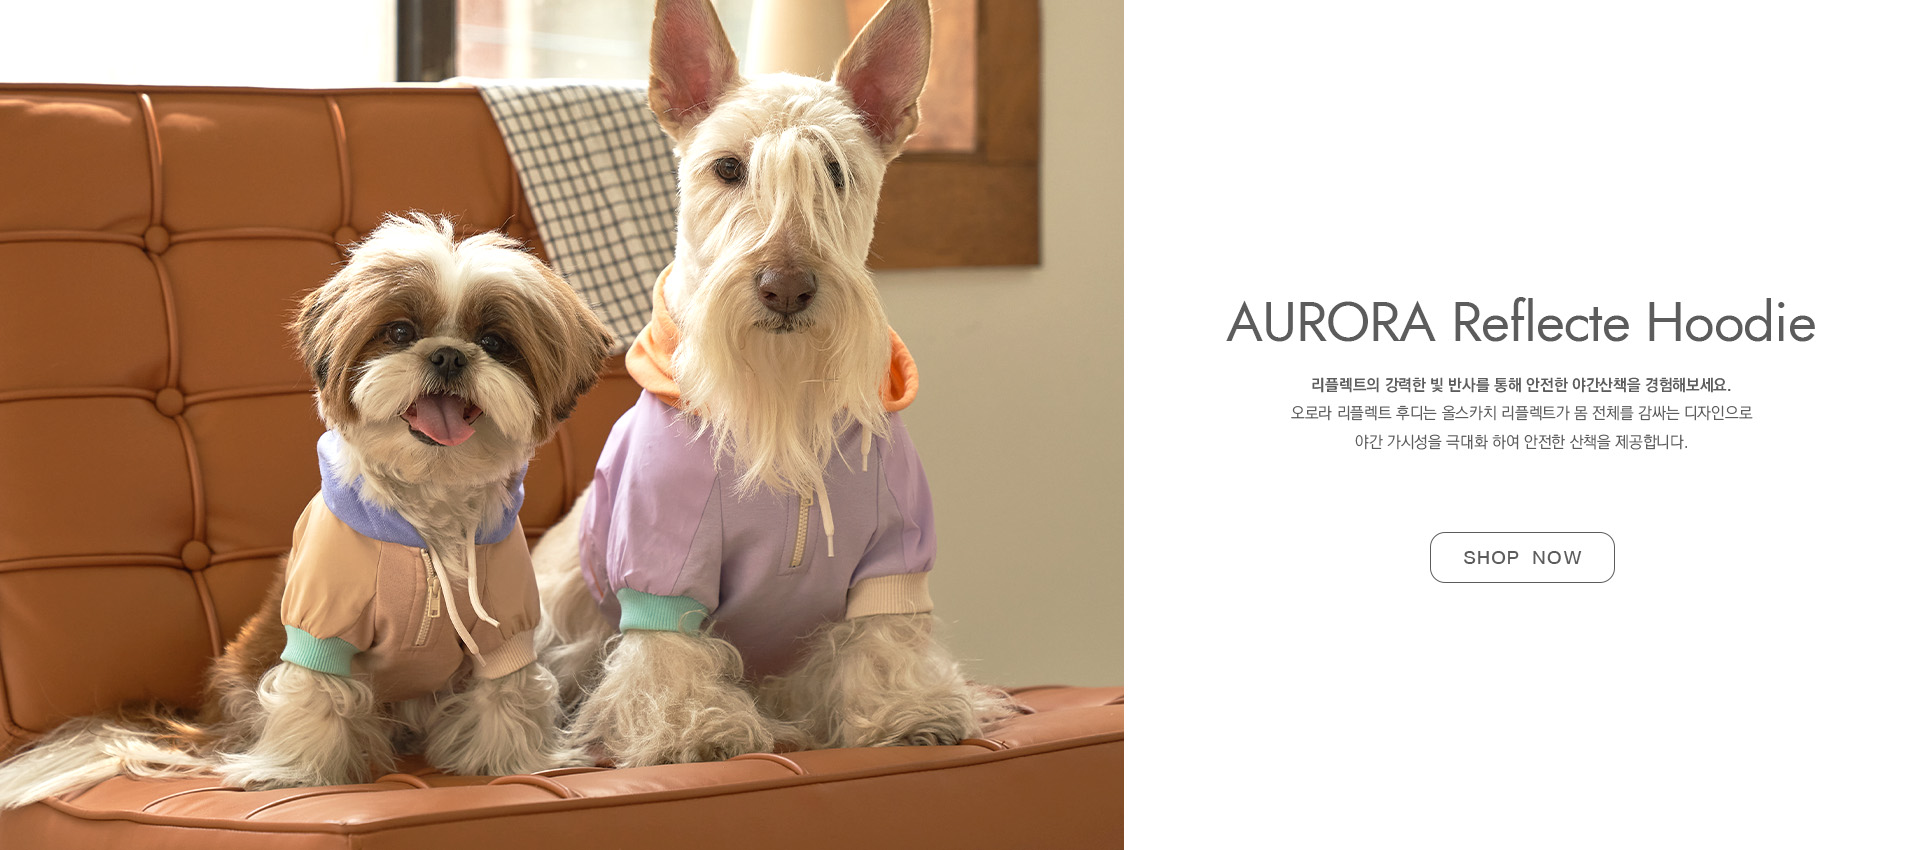 AURORA Reflecte Hoodie
리플렉트의 강력한 빛 반사를 통해 안전한 야간산책을 경험해보세요.
오로라 리플렉트 후디는 올스카치 리플렉트가 몸 전체를 감싸는 디자인으로
야간 가시성을 극대화 하여 안전한 산책을 제공합니다.
SHOP NOW